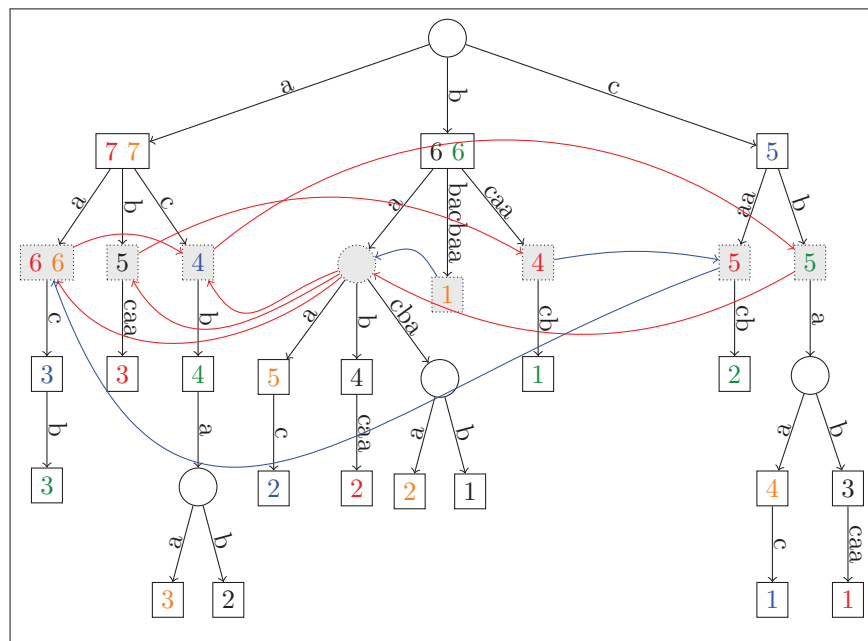 a b c
7 7 6 6 5
a b c a bacbaa caa aa b
6 6 5 4 1 4 5 5
c caa b a b cba cb cb a
3 3 4 5 4 1 2
b a c caa a b a b
3 2 2 2 1 4 3
a b c caa
3 2 1 1